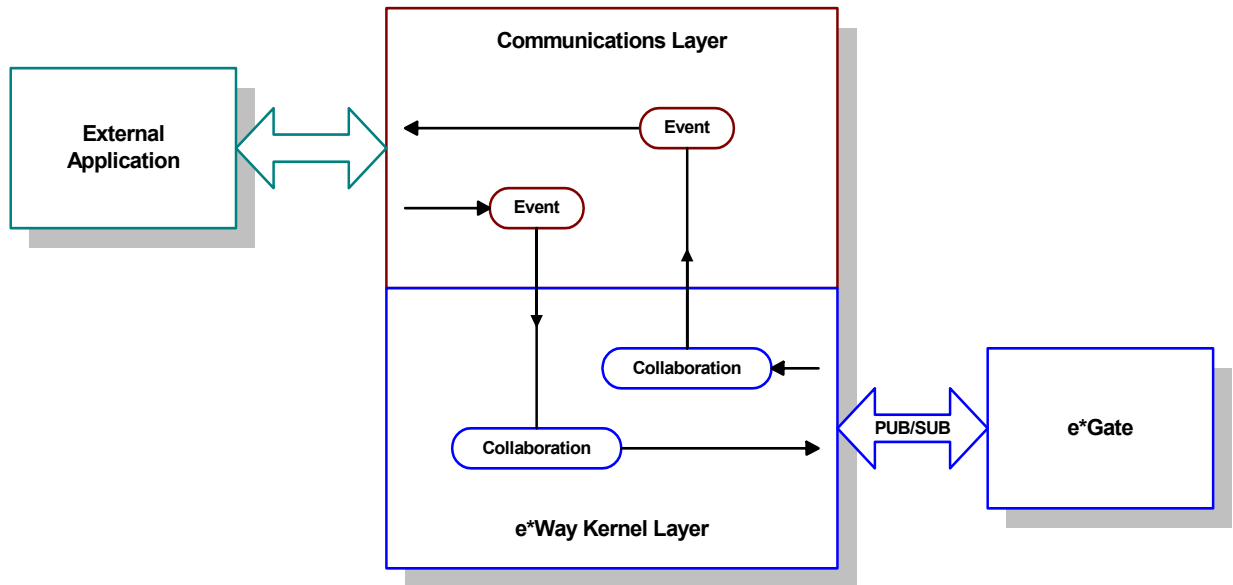 Communications Layer
External
Application
Event
Event
Collaboration
Collaboration
PUB/SUB
e*Gate
e*Way Kernel Layer